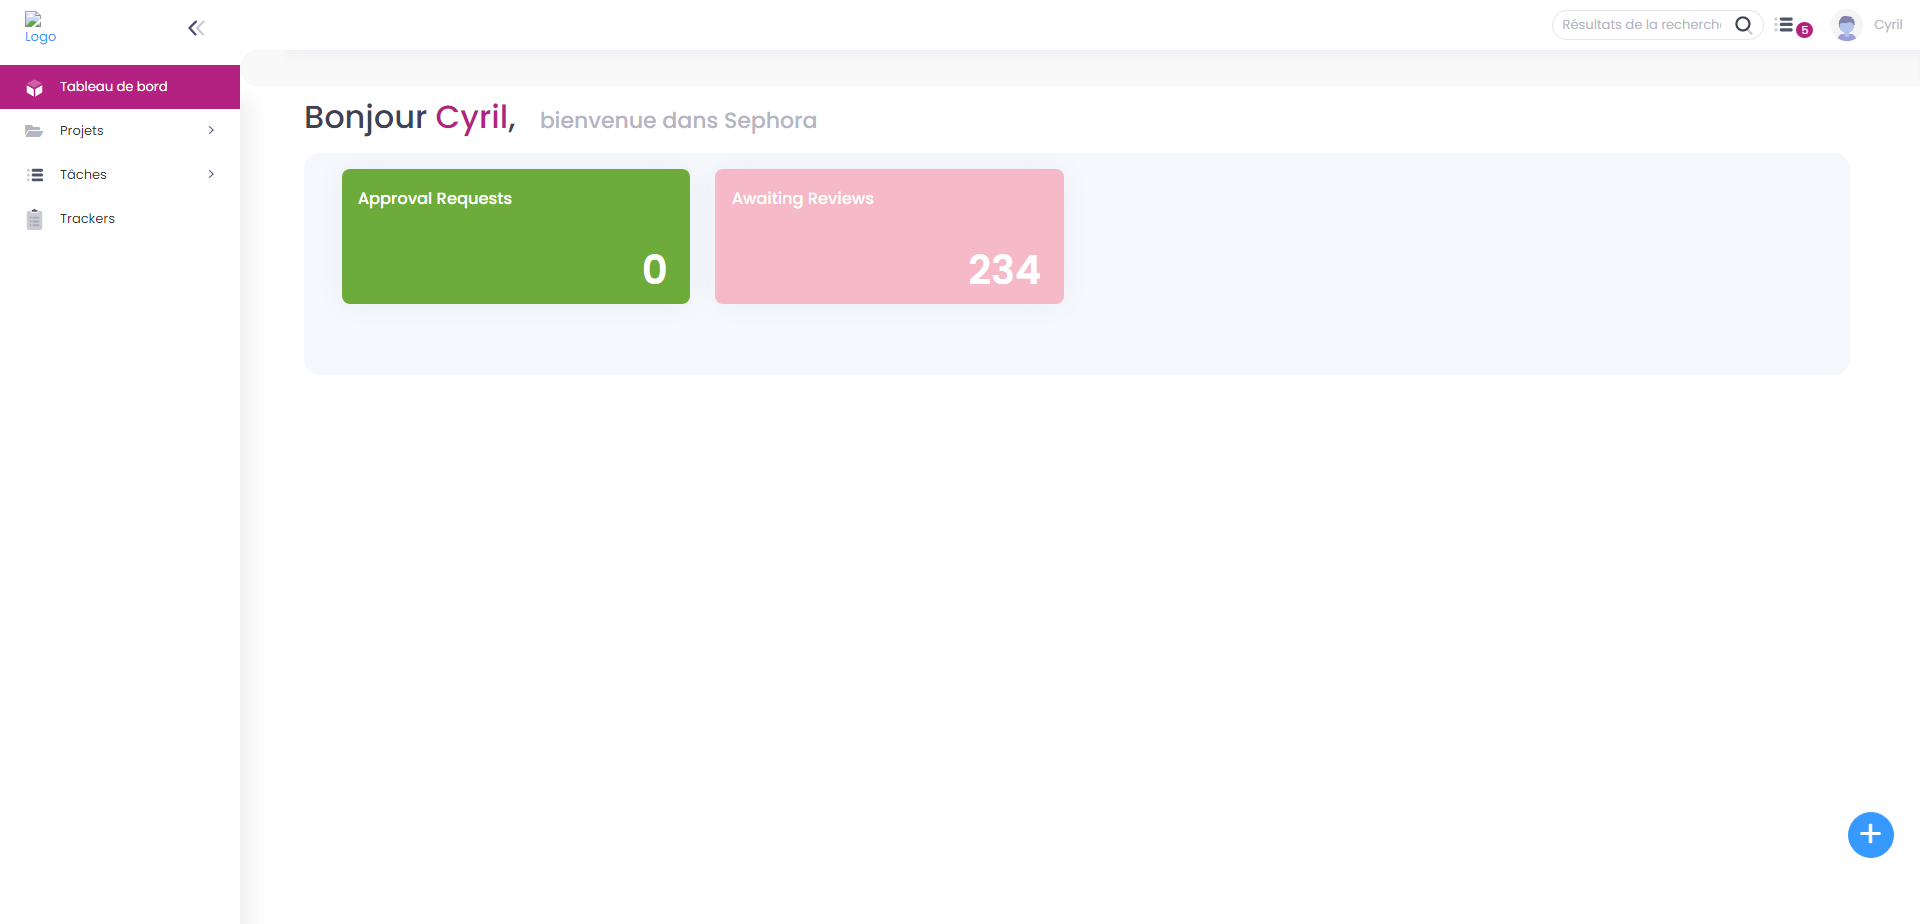 Logo
Résultats de la recherch
5
Cyril
Tableau de bord
Projets
Tâches
Trackers
Bonjour Cyril, bienvenue dans Sephora
Approval Requests
0
Awaiting Reviews
234